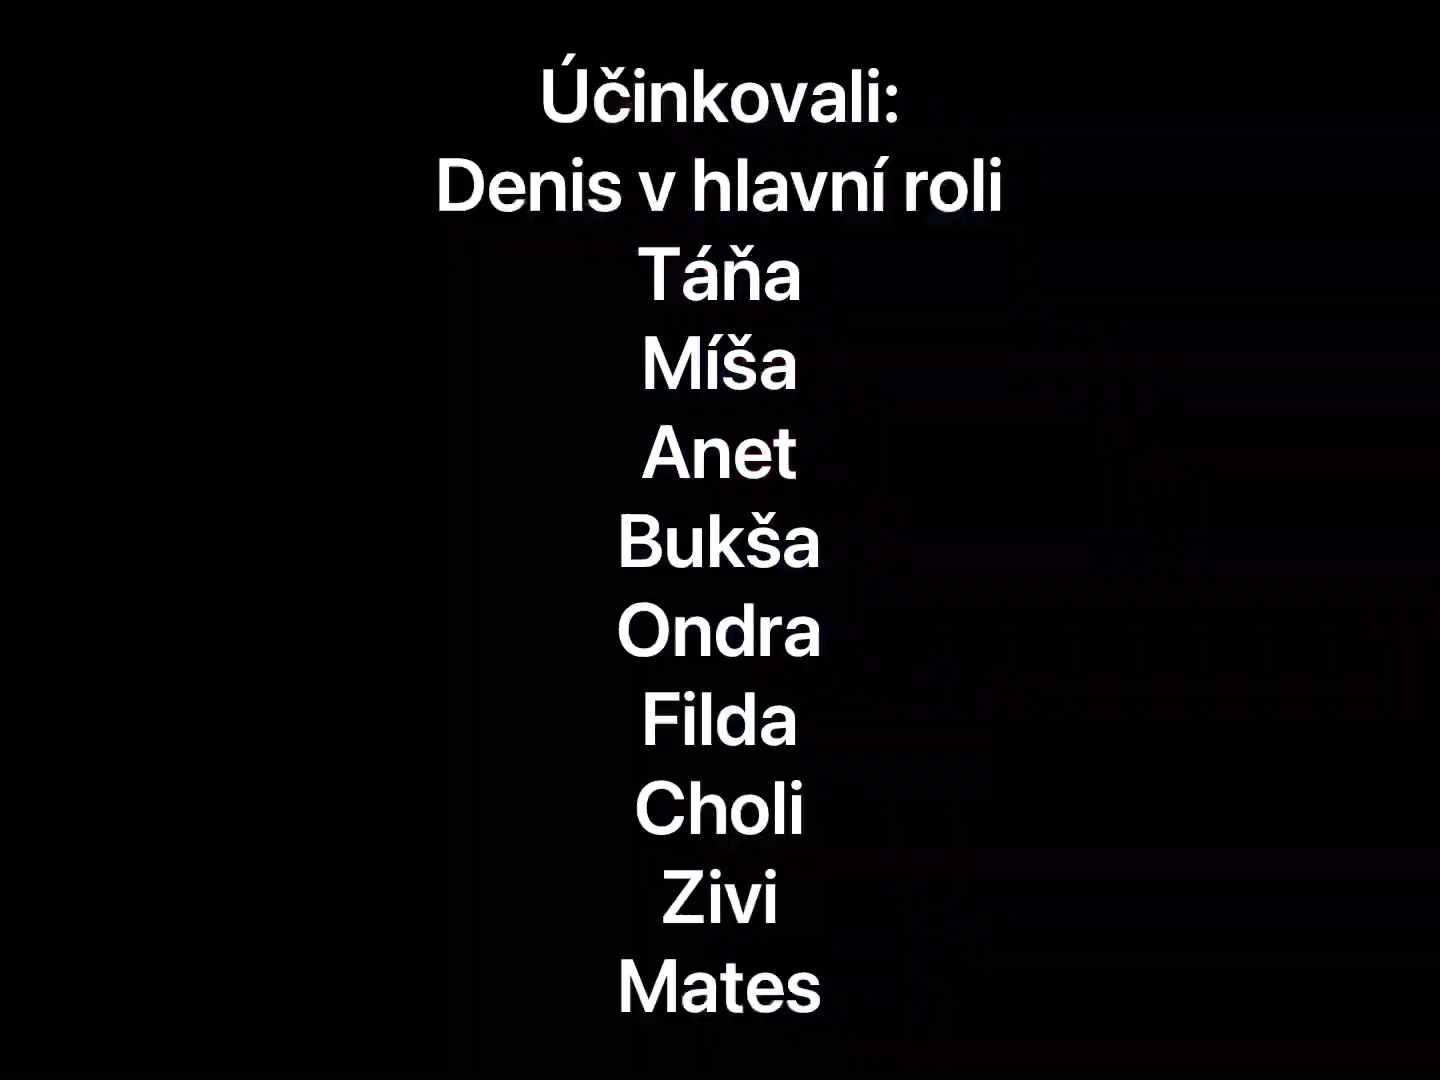 Účinkovali:
Denis v hlavní roli
Táňa
Míša
Anet
Bukša
Ondra
Filda
Choli
Zivi
Mates